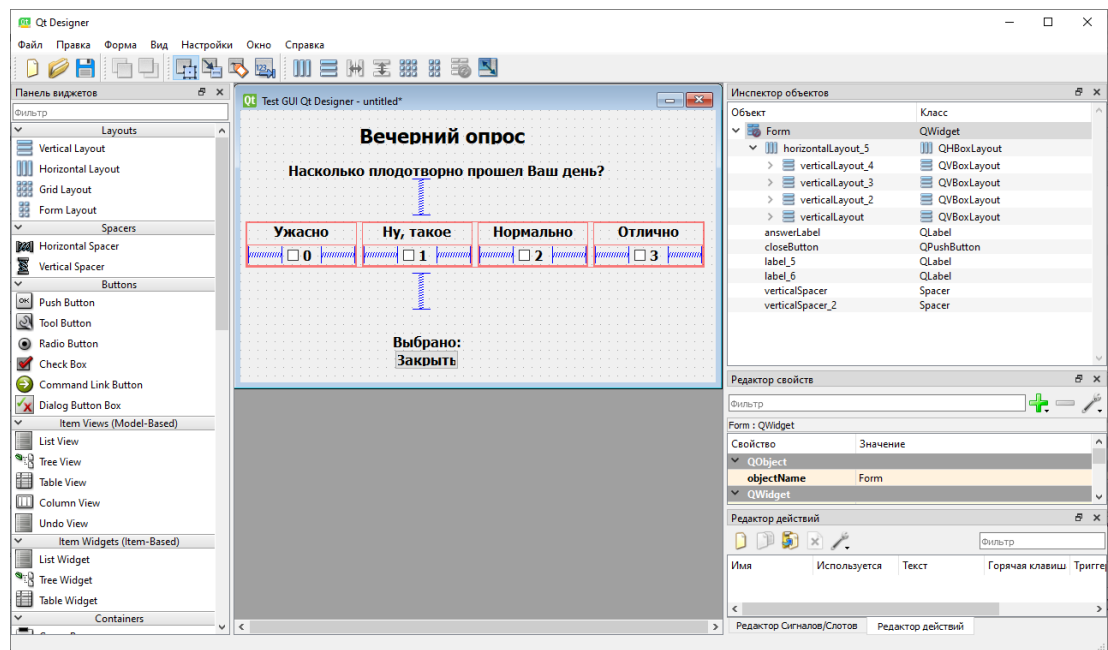 Qt Designer
Файл Правка Форма Вид Настройки Окно Справка
Панель виджетов
Фильтр
Layouts
Vertical Layout
Horizontal Layout
Grid Layout
Form Layout
Spacers
Horizontal Spacer
Vertical Spacer
Buttons
Push Button
Tool Button
Radio Button
Check Box
Command Link Button
Dialog Button Box
Item Views (Model-Based)
List View
Tree View
Table View
Column View
Undo View
Item Widgets (Item-Based)
List Widget
Tree Widget
Table Widget
Containers
Test GUI Qt Designer - untitled*
Вечерний опрос
Насколько плодотворно прошел Ваш день?
Ужасно Ну, такое Нормально Отлично
0 1 2 3
Выбрано:
Закрыть
Инспектор объектов
Объект Класс
Form QWidget
horizontalLayout_5 QHBoxLayout
verticalLayout_4 QVBoxLayout
verticalLayout_3 QVBoxLayout
verticalLayout_2 QVBoxLayout
verticalLayout QVBoxLayout
answerLabel QLabel
closeButton QPushButton
label_5 QLabel
label_6 QLabel
verticalSpacer Spacer
verticalSpacer_2 Spacer
Редактор свойств
Фильтр
Form : QWidget
Свойство Значение
QObject
objectName Form
QWidget
Редактор действий
Фильтр
Имя Используется Текст Горячая клавиш Триггер
Редактор Сигналов/Слотов Редактор действий